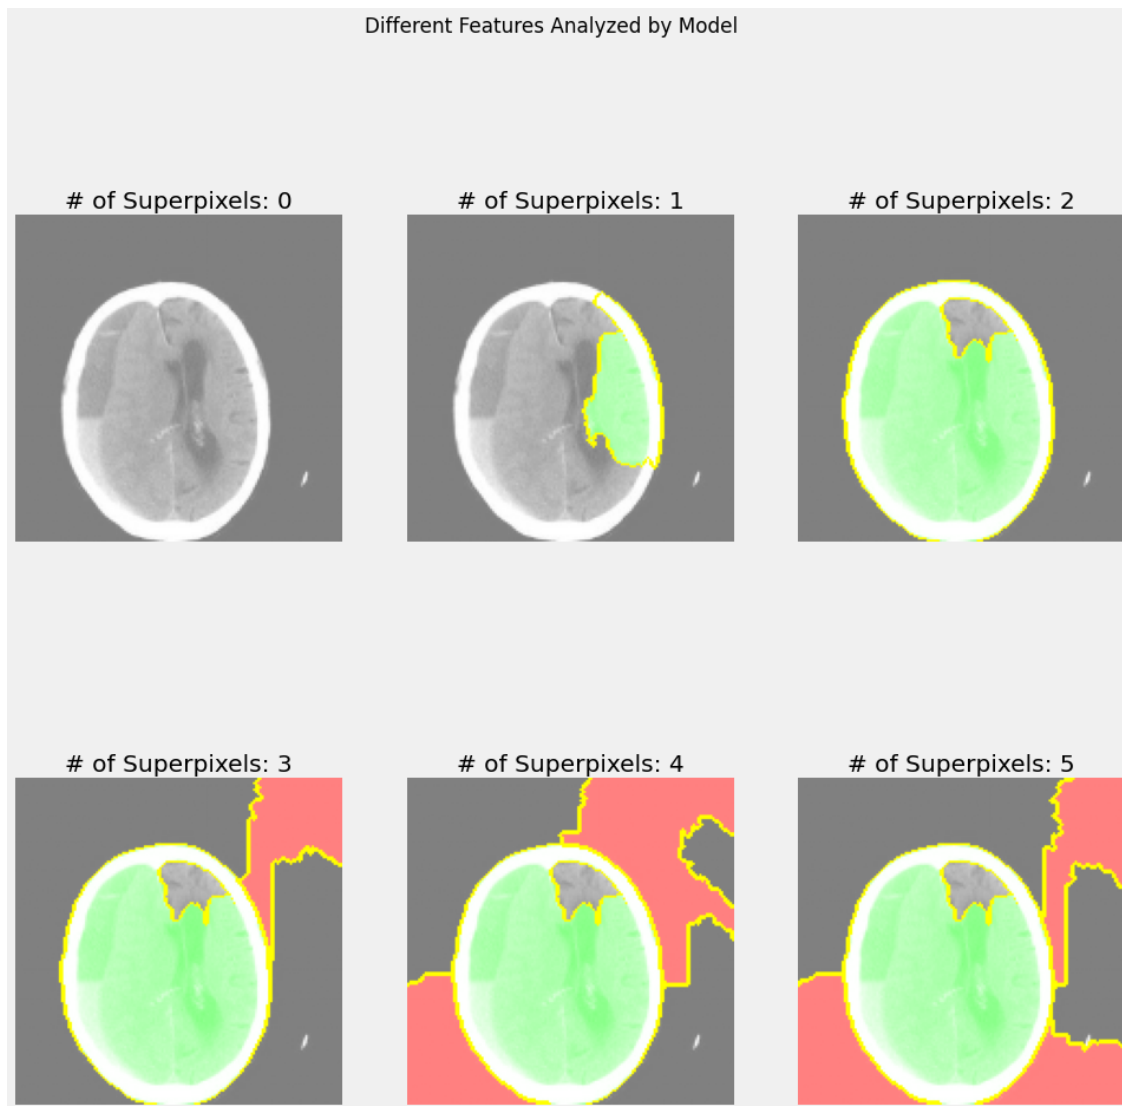 Different Features Analyzed by Model
# of Superpixels: 0
# of Superpixels: 1
# of Superpixels: 2
# of Superpixels: 3
# of Superpixels: 4
# of Superpixels: 5